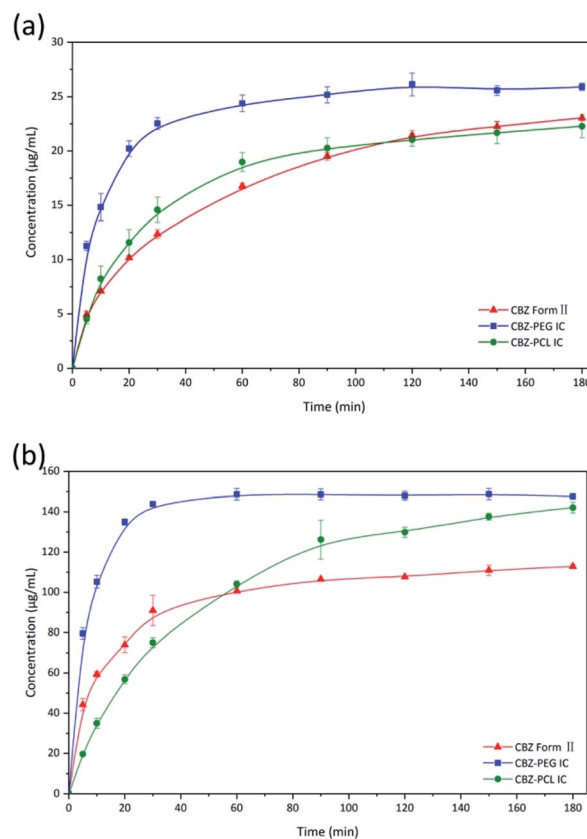 (a)
30
25
20
15
10
5
0
Concentration (µg/mL)
CBZ Form Ⅱ
CBZ-PEG IC
CBZ-PCL IC
0 20 40 60 80 100 120 140 160 180
Time (min)
(b)
160
140
120
100
80
60
40
20
0
Concentration (µg/mL)
CBZ Form Ⅱ
CBZ-PEG IC
CBZ-PCL IC
0 20 40 60 80 100 120 140 160 180
Time (min)